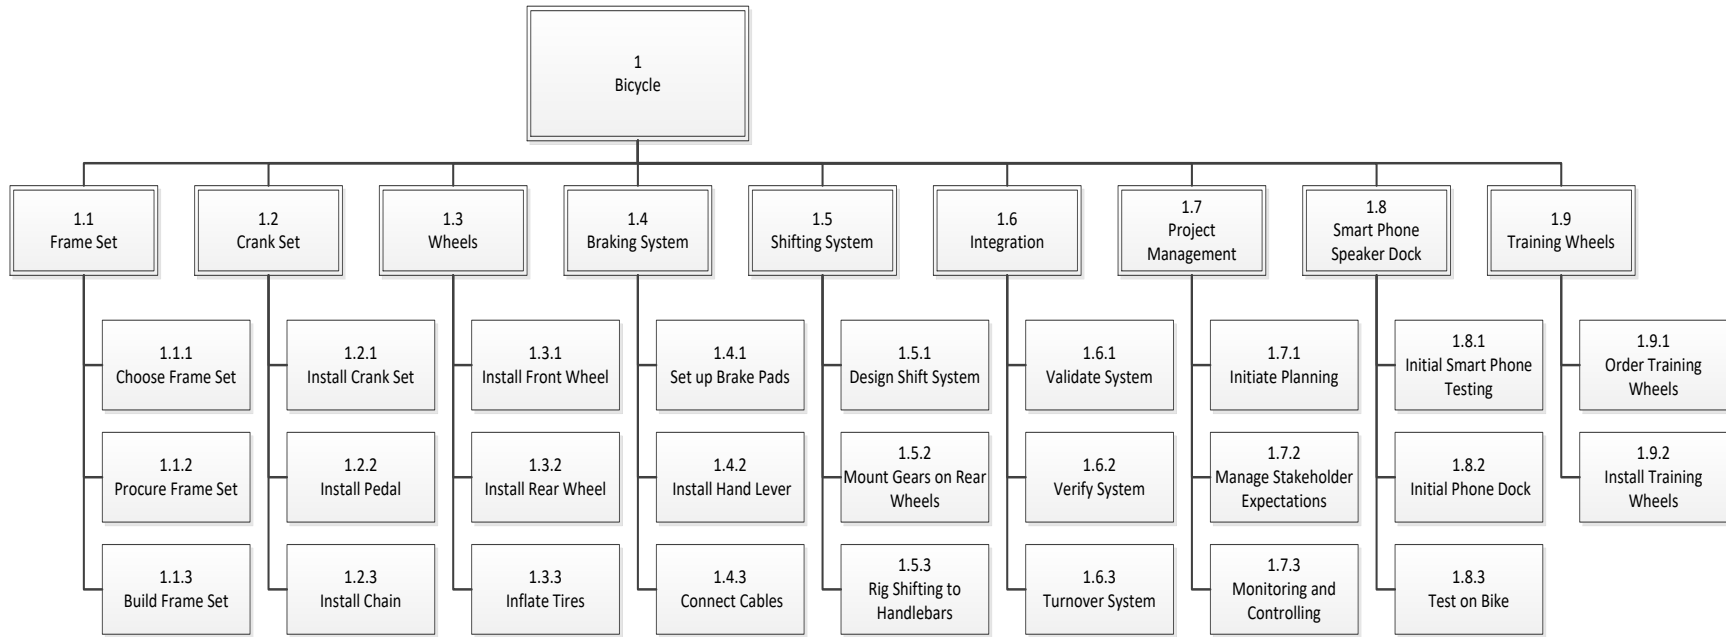 1
Bicycle
1.1
Frame Set
1.2
Crank Set
1.3
Wheels
1.4
Braking System
1.5
Shifting System
1.6
Integration
1.7
Project
Management
1.8
Smart Phone
Speaker Dock
1.9
Training Wheels
1.1.1
Choose Frame Set
1.2.1
Install Crank Set
1.3.1
Install Front Wheel
1.4.1
Set up Brake Pads
1.5.1
Design Shift System
1.6.1
Validate System
1.7.1
Initiate Planning
1.8.1
Initial Smart Phone
Testing
1.9.1
Order Training
Wheels
1.1.2
Procure Frame Set
1.2.2
Install Pedal
1.3.2
Install Rear Wheel
1.4.2
Install Hand Lever
1.5.2
Mount Gears on Rear
Wheels
1.6.2
Verify System
1.7.2
Manage Stakeholder
Expectations
1.8.2
Initial Phone Dock
1.9.2
Install Training
Wheels
1.1.3
Build Frame Set
1.2.3
Install Chain
1.3.3
Inflate Tires
1.4.3
Connect Cables
1.5.3
Rig Shifting to
Handlebars
1.6.3
Turnover System
1.7.3
Monitoring and
Controlling
1.8.3
Test on Bike